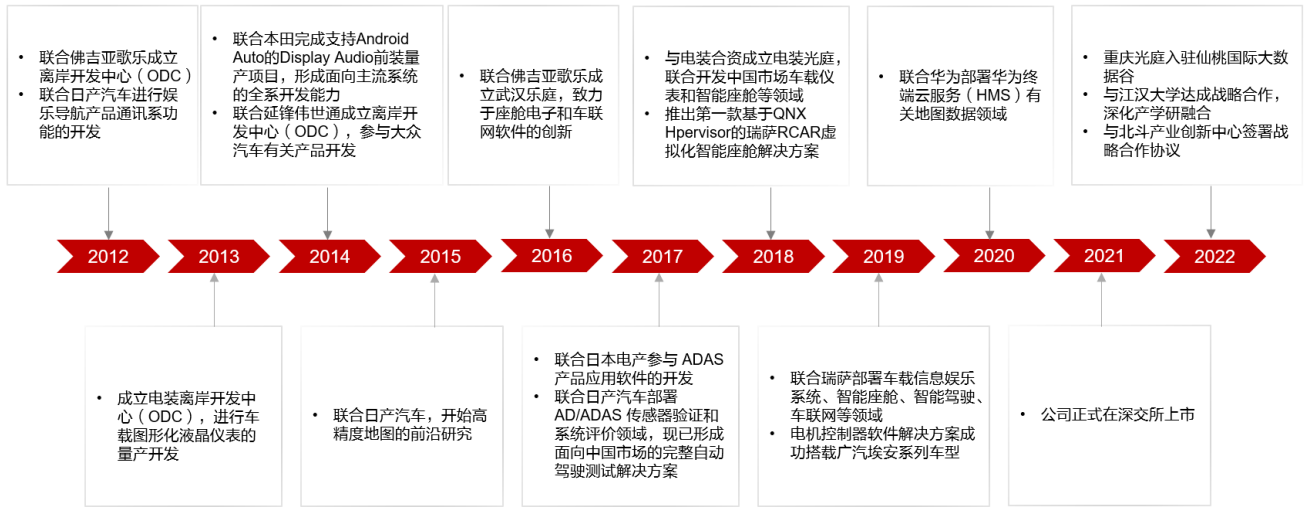 • 联合佛吉亚歌乐成立
离岸开发中心（ODC）
• 联合日产汽车进行娱
乐导航产品通讯系功
能的开发
• 联合本田完成支持Android
Auto的Display Audio前装量
产项目，形成面向主流系统
的全系开发能力
• 联合延锋伟世通成立离岸开
发中心（ODC），参与大众
汽车有关产品开发
• 联合佛吉亚歌乐成
立武汉乐庭，致力
于座舱电子和车联
网软件的创新
• 与电装合资成立电装光庭，
联合开发中国市场车载仪
表和智能座舱等领域
• 推出第一款基于QNX
Hpervisor的瑞萨RCAR虚
拟化智能座舱解决方案
• 联合华为部署华为终
端云服务（HMS）有
关地图数据领域
• 重庆光庭入驻仙桃国际大数
据谷
• 与江汉大学达成战略合作，
深化产学研融合
• 与北斗产业创新中心签署战
略合作协议
2012 2013 2014 2015 2016 2017 2018 2019 2020 2021 2022
• 成立电装离岸开发中
心（ODC），进行车
载图形化液晶仪表的
量产开发
• 联合日产汽车，开始高
精度地图的前沿研究
• 联合日本电产参与 ADAS
产品应用软件的开发
• 联合日产汽车部署
AD/ADAS 传感器验证和
系统评价领域，现已形成
面向中国市场的完整自动
驾驶测试解决方案
• 联合瑞萨部署车载信息娱乐
系统、智能座舱、智能驾驶、
车联网等领域
• 电机控制器软件解决方案成
功搭载广汽埃安系列车型
• 公司正式在深交所上市